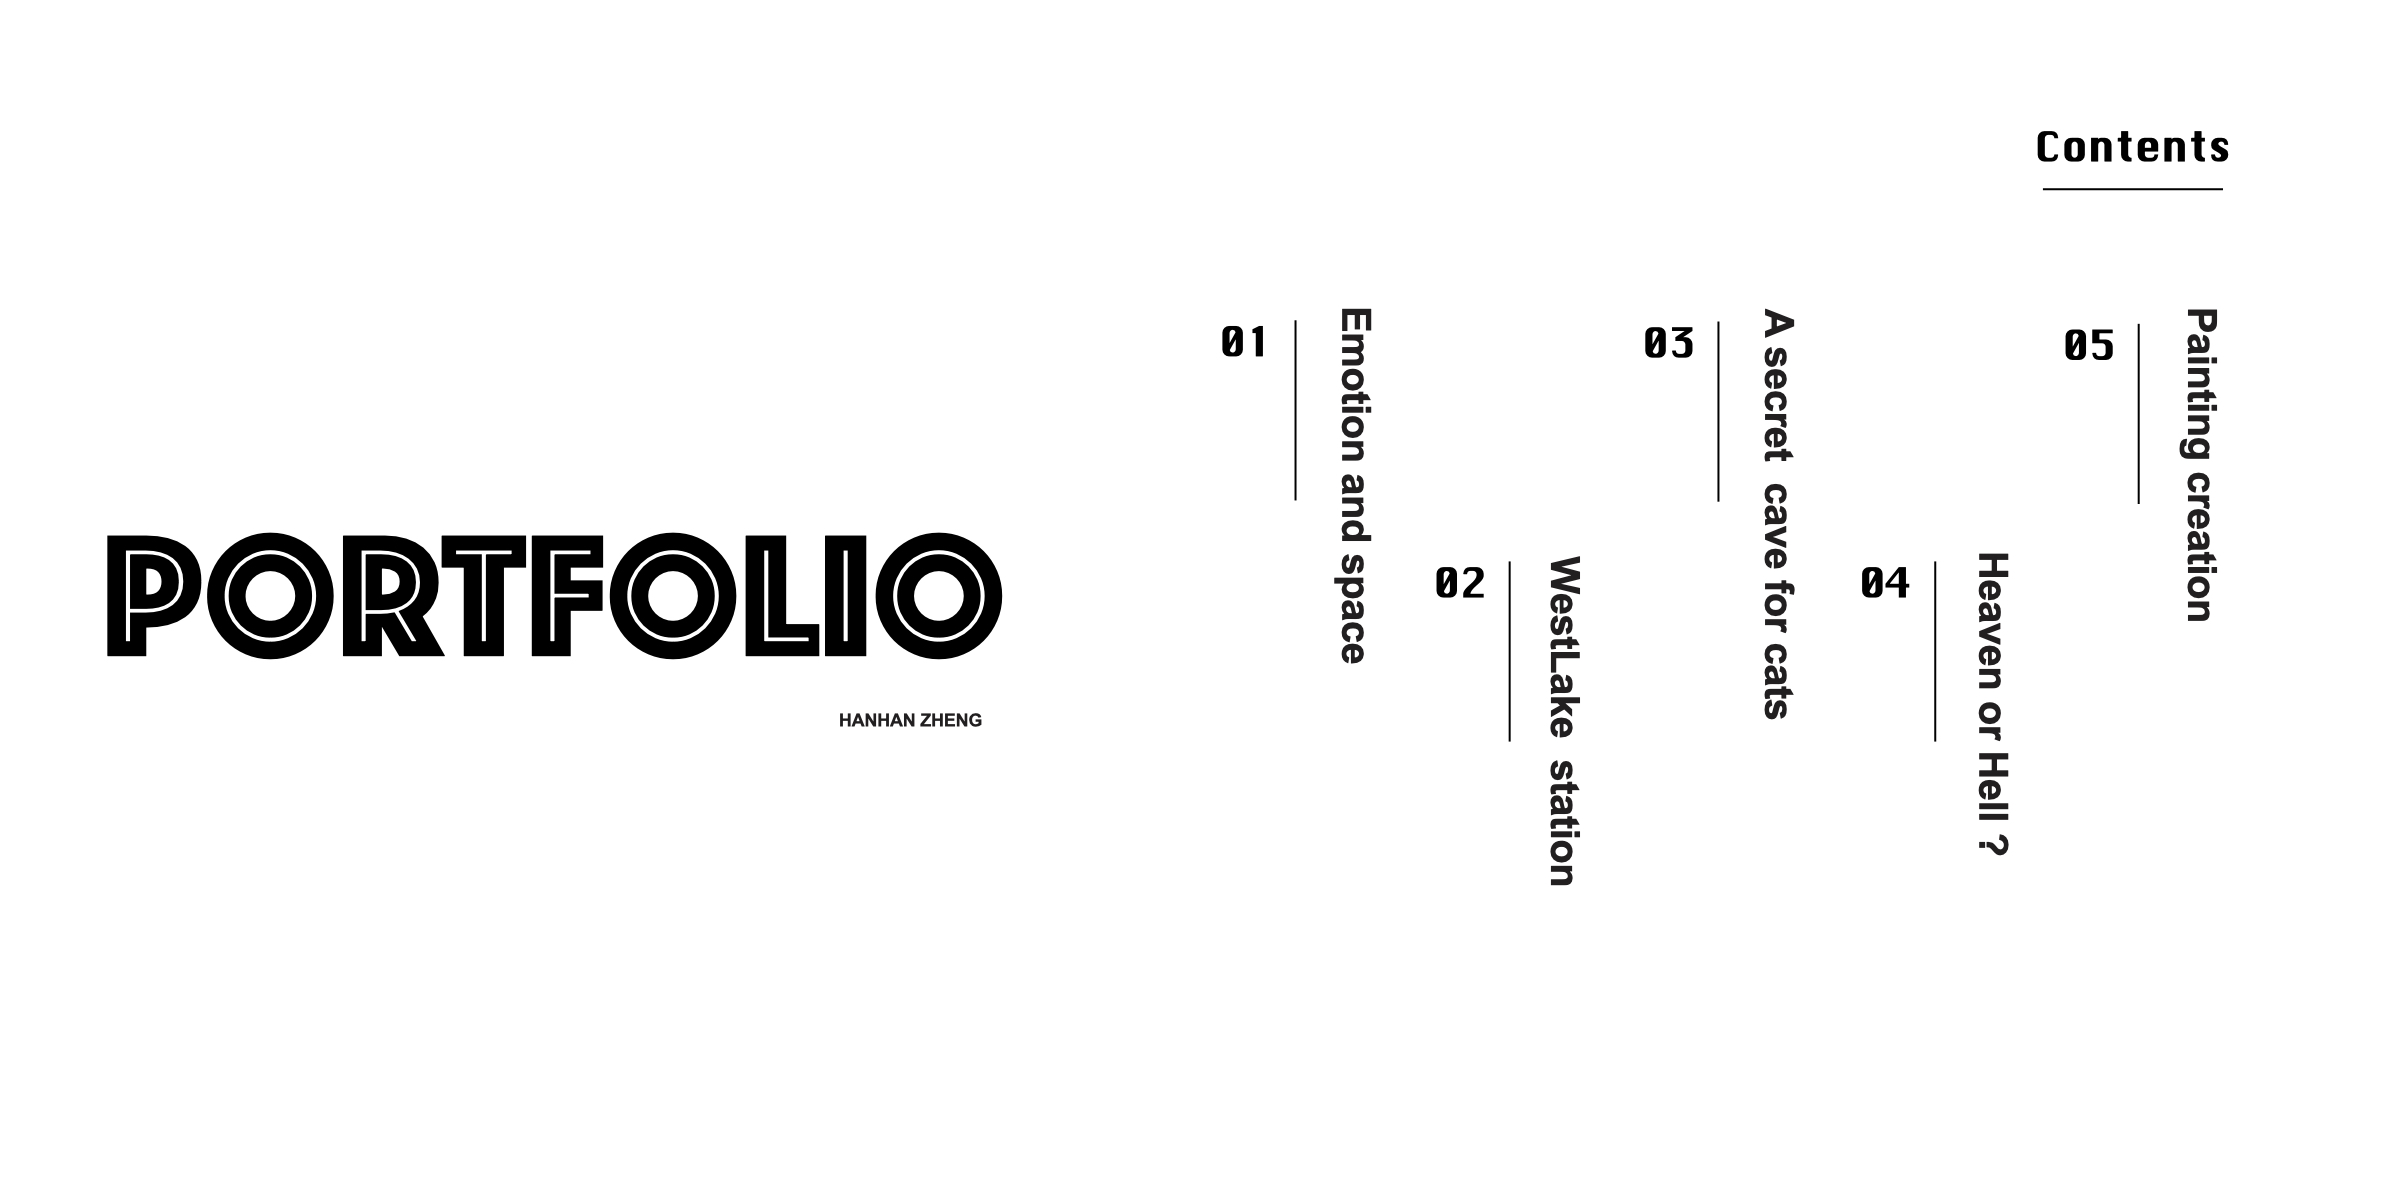 PORTFOLIO
HANHAN ZHENG
Contents
01
Emotion and space
02
WestLake station
03
A secret cave for cats
04
Heaven or Hell ?
05
Painting creation